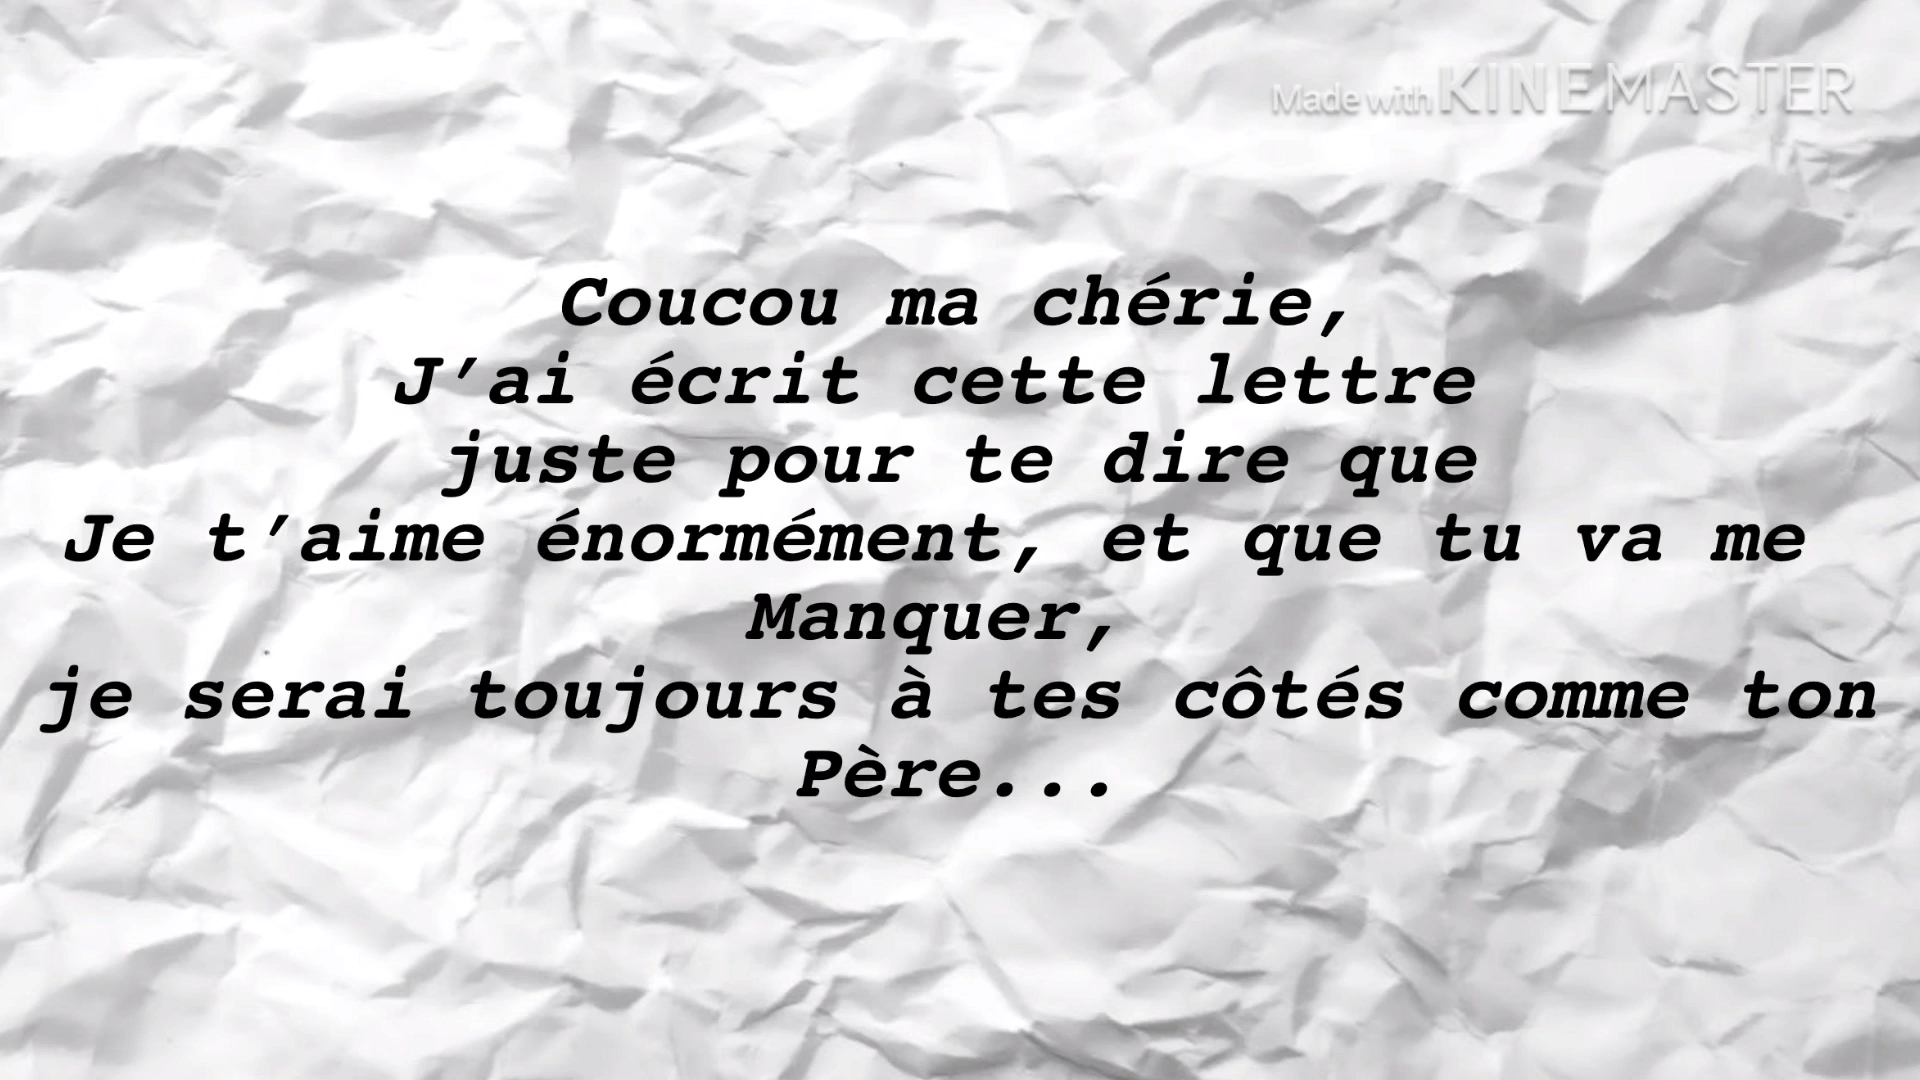 Made with KINEMASTER
Coucou ma chérie,
J’ai écrit cette lettre
juste pour te dire que
Je t’aime énormément, et que tu va me
Manquer,
je serai toujours à tes côtés comme ton
Père...